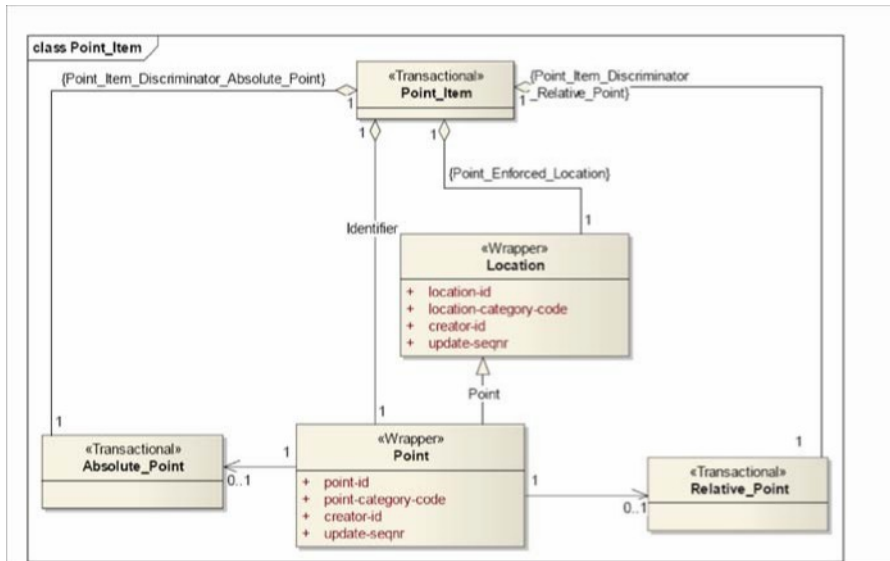 class Point_Item
{Point_Item_Discriminator_Absolute_Point}
«Transactional»
Point_Item
{Point_Item_Discriminator
_Relative_Point}
1
1
1
1
{Point_Enforced_Location}
1
Identifier
«Wrapper»
Location
+ location-id
+ location-category-code
+ creator-id
+ update-seqnr
Point
1
1
1
«Transactional»
Absolute_Point
0..1
1
«Wrapper»
Point
+ point-id
+ point-category-code
+ creator-id
+ update-seqnr
1
0..1
«Transactional»
Relative_Point